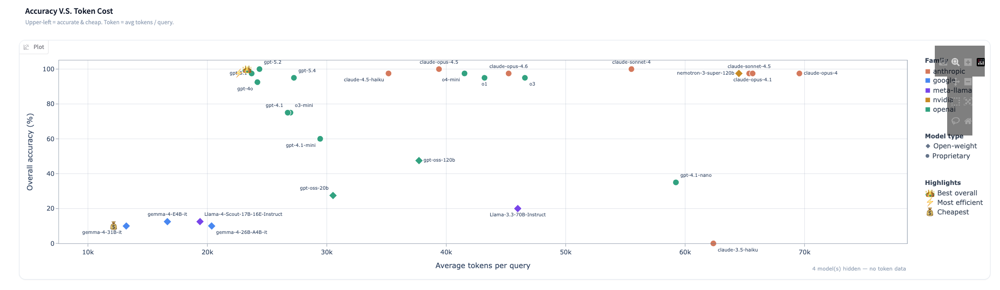 Accuracy V.S. Token Cost
Upper-left = accurate & cheap. Token = avg tokens / query.
Plot
Overall accuracy (%)
100
80
60
40
20
0
gpt-5.2
gpt-5.1
gpt-5.4
gpt-4o
gpt-4.1
o3-mini
gpt-4.1-mini
gpt-oss-120b
gpt-oss-20b
claude-opus-4.5
claude-4.5-haiku
o4-mini
claude-opus-4.6
o1
o3
claude-sonnet-4
nemotron-3-super-120b
claude-sonnet-4.5
claude-opus-4.1
claude-opus-4
gpt-4.1-nano
gemma-4-E4B-it
Llama-4-Scout-17B-16E-Instruct
gemma-4-31B-it
gemma-4-26B-A4B-it
Llama-3.3-70B-Instruct
claude-3.5-haiku
10k
20k
30k
40k
50k
60k
70k
Average tokens per query
4 model(s) hidden — no token data
Family
anthropic
google
meta-llama
nvidia
openai
Model type
Open-weight
Proprietary
Highlights
Best overall
Most efficient
Cheapest